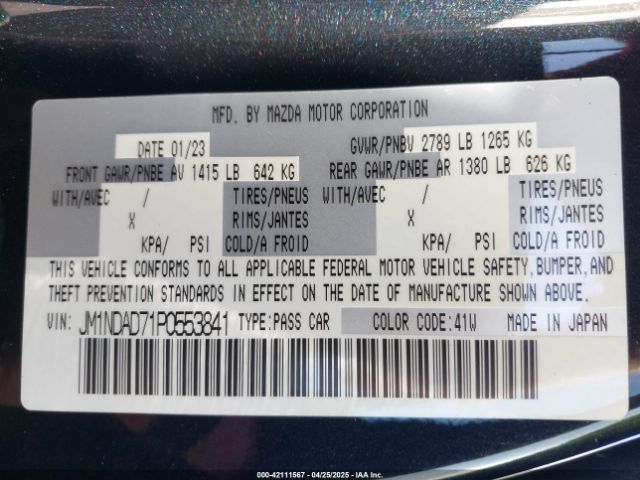 MFD. BY MAZDA MOTOR CORPORATION
DATE 01/23 GVWR/PNBV 2789 LB 1265 KG
FRONT GAWR/PNBE AV 1415 LB 642 KG REAR GAWR/PNBE AR 1380 LB 626 KG
WITH/AVEC / TIRES/PNEUS WITH/AVEC / TIRES/PNEUS
X RIMS/JANTES X RIMS/JANTES
KPA/ PSI COLD/A FROID KPA/ PSI COLD/A FROID
THIS VEHICLE CONFORMS TO ALL APPLICABLE FEDERAL MOTOR VEHICLE SAFETY,BUMPER,AND
THEFT PREVENTION STANDARDS IN EFFECT ON THE DATE OF MANUFACTURE SHOWN ABOVE.
VIN: JM1NDAD71P0553841 TYPE:PASS CAR COLOR CODE:41W MADE IN JAPAN
000-42111567 - 04/25/2025 - IAA Inc.